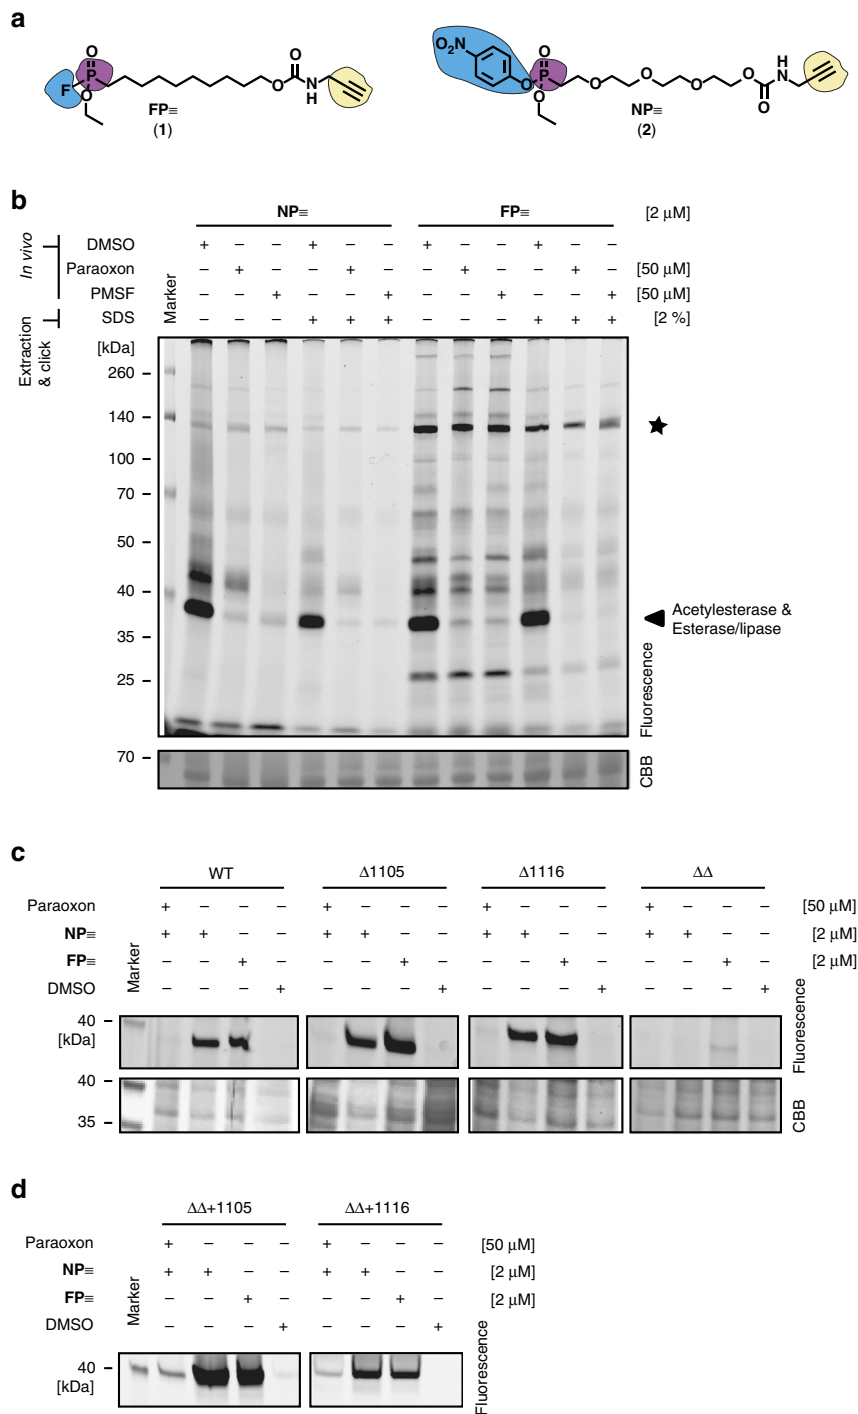 a
O₂N
O
O
P
F
O
O
O
N
H
FP≡
(1)
O
P
O
O
O
O
O
O
O
H
N
NP≡
(2)
b
NP≡ FP≡ [2 µM]
In vivo
DMSO + – – + – – + – – + – –
Paraoxon – + – – + – – + – – + – [50 µM]
PMSF – – + – – + – – + – – + [50 µM]
Extraction & click
SDS – – – + + + – – – + + + [2 %]
Marker
[kDa]
260 –
140 –
100 –
70 –
50 –
40 –
35 –
25 –
Acetylesterase &
Esterase/lipase
Fluorescence
70 –
CBB
c
WT Δ1105 Δ1116 ΔΔ
Paraoxon + – – – + – – – + – – – + – – – [50 µM]
NP≡ + + – – + + – – + + – – + + – – [2 µM]
FP≡ – – + – – – + – – – + – – – + – [2 µM]
DMSO – – – + – – – + – – – + – – – +
Marker
40 –
[kDa]
Fluorescence
40 –
35 –
CBB
d
ΔΔ+1105 ΔΔ+1116
Paraoxon + – – – + – – – [50 µM]
NP≡ + + – – + + – – [2 µM]
FP≡ – – + – – – + – [2 µM]
DMSO – – – + – – – +
Marker
40 –
[kDa]
Fluorescence